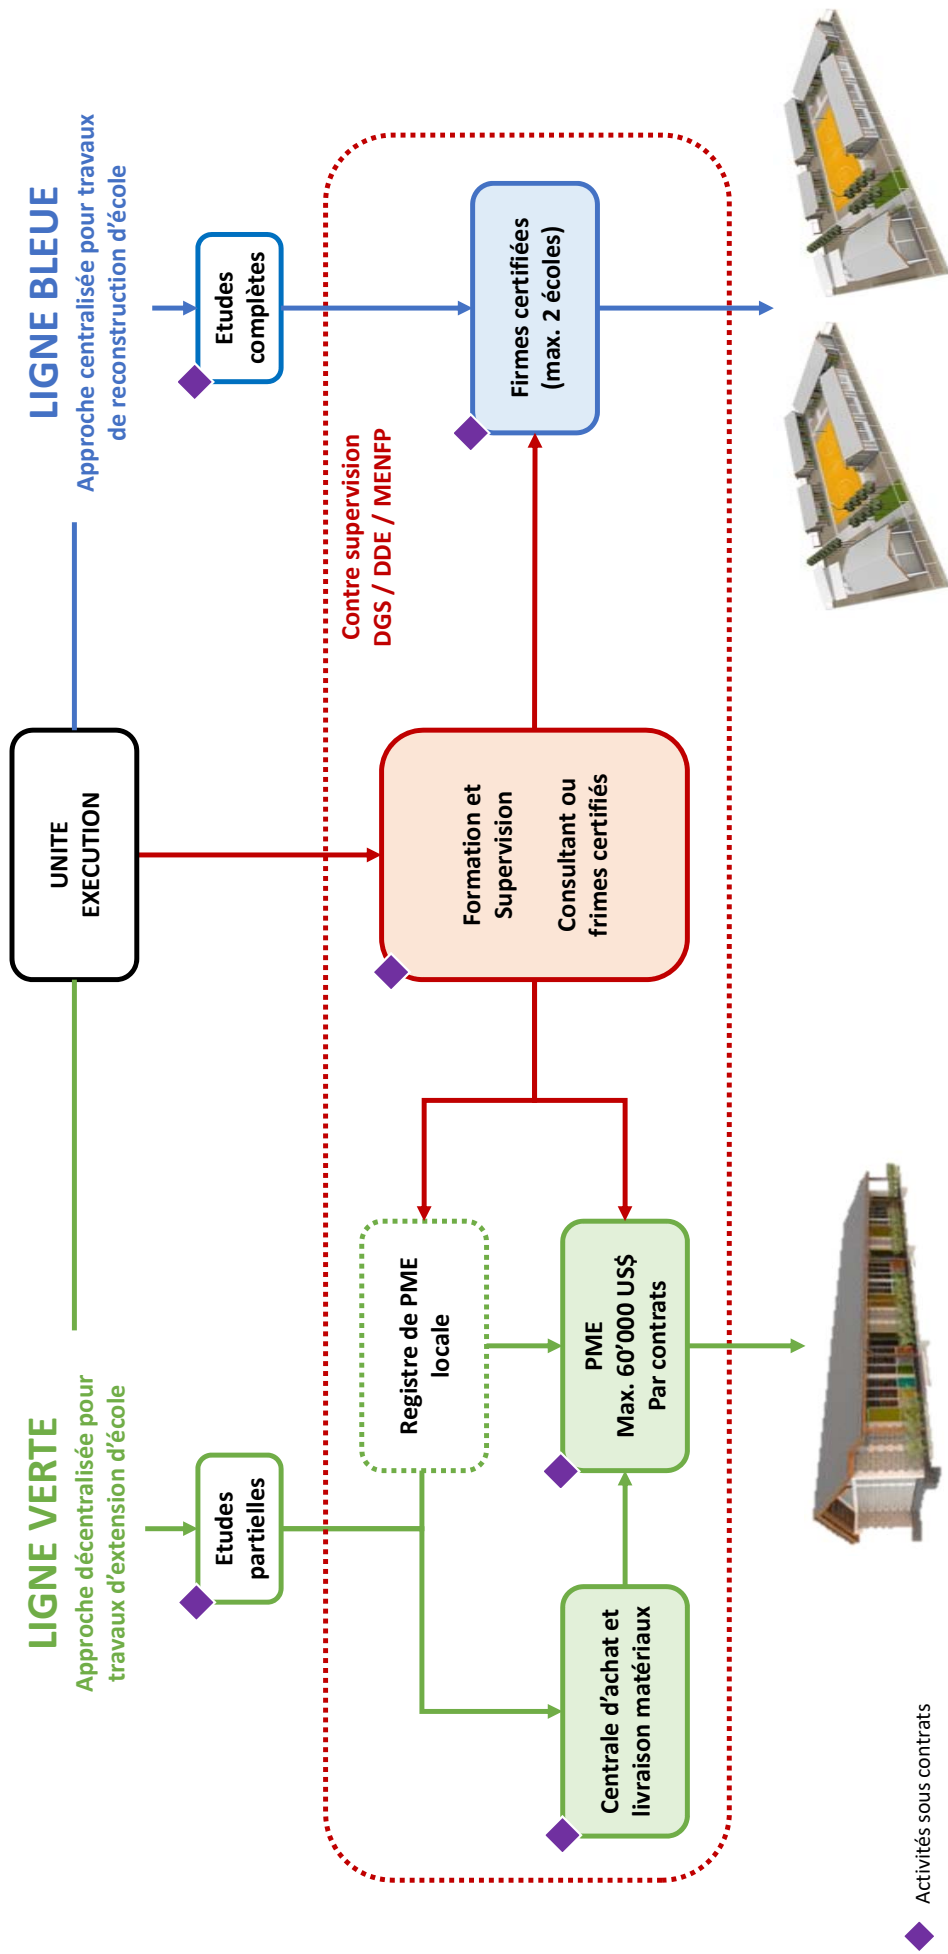 UNITE
EXECUTION
LIGNE VERTE
Approche décentralisée pour
travaux d'extension d'école
LIGNE BLEUE
Approche centralisée pour travaux
de reconstruction d'école
Etudes
partielles
Etudes
complètes
Contre supervision
DGS / DDE / MENFP
Registre de PME
locale
Formation et
Supervision
Consultant ou
frimes certifiés
Firmes certifiées
(max. 2 écoles)
Centrale d'achat et
livraison matériaux
PME
Max. 60'000 US$
Par contrats
Activités sous contrats